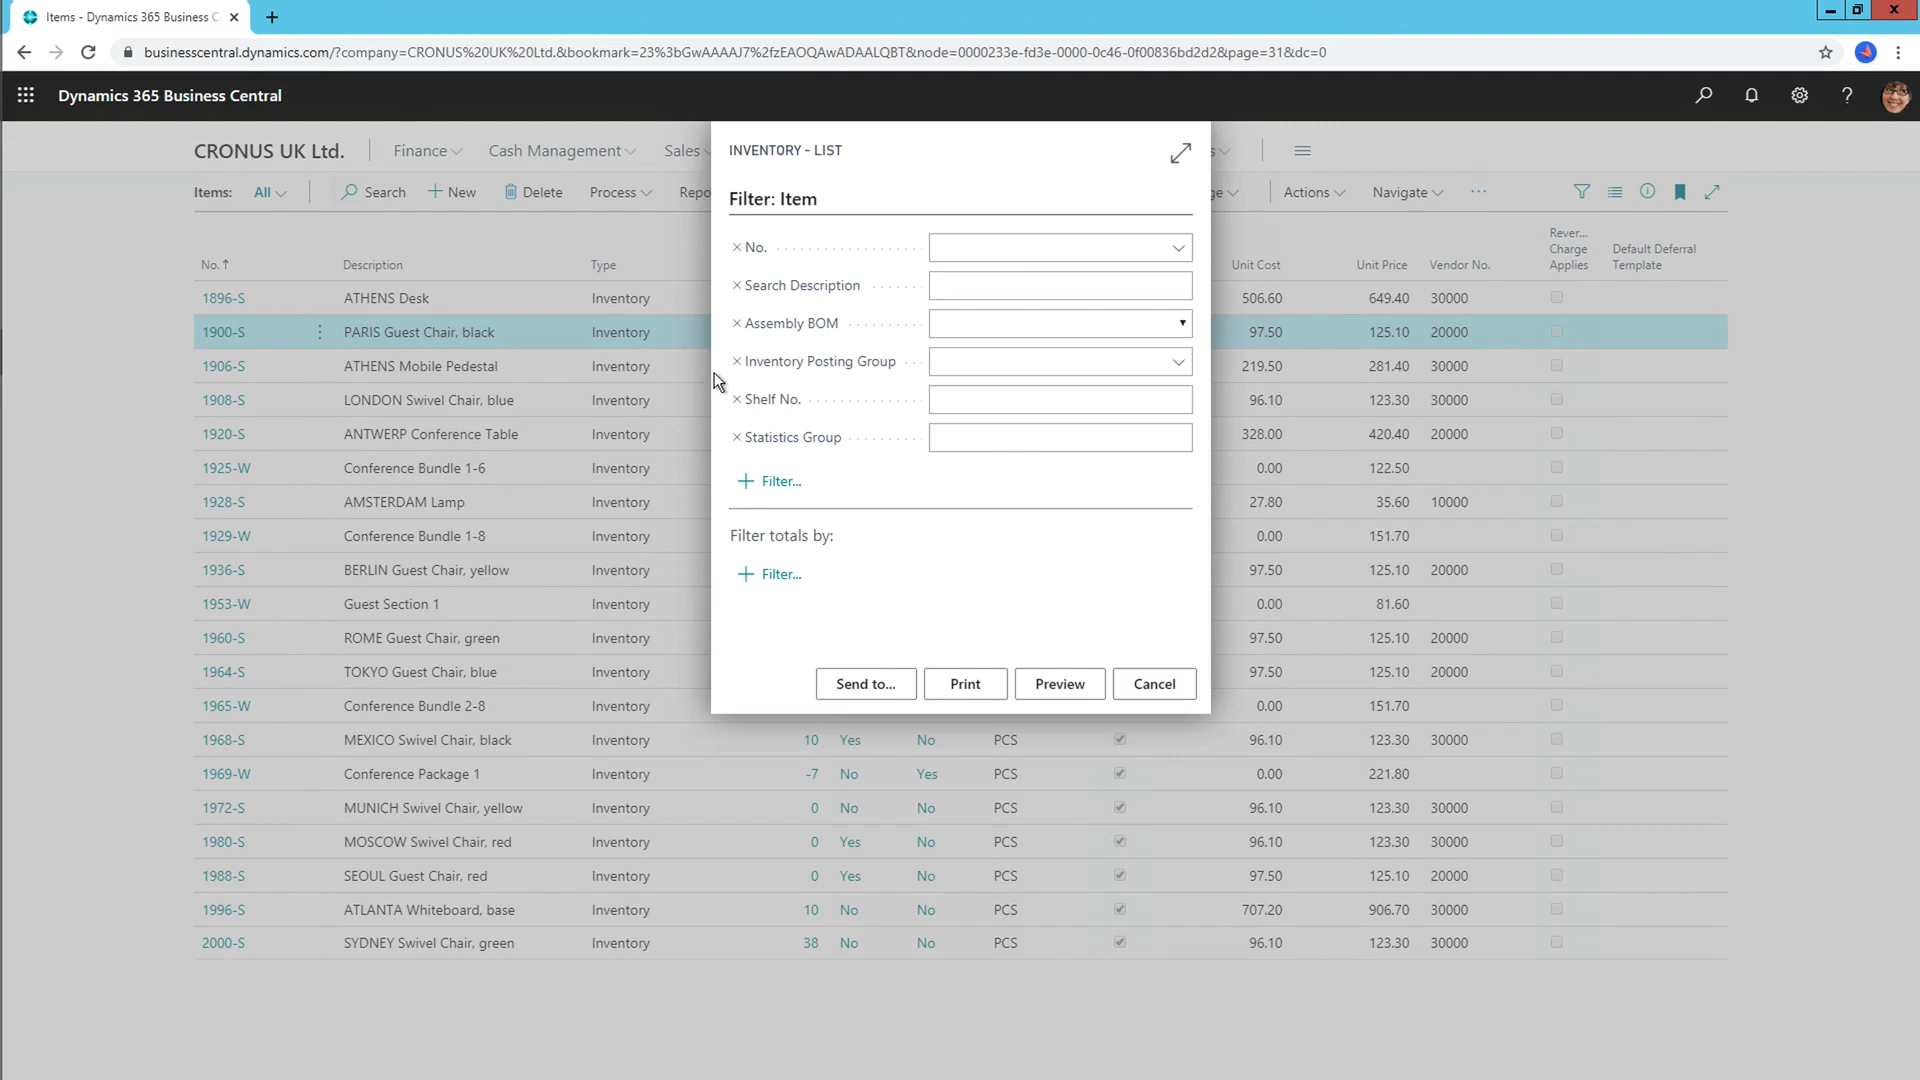 Items - Dynamics 365 Business C
businesscentral.dynamics.com/?company=CRONUS%20UK%20Ltd.&bookmark=23%3bGwAAAAJ7%2fzEAOQAwADAALQBT&node=0000233e-fd3e-0000-0c46-0f00836bd2d2&page=31&dc=0
Dynamics 365 Business Central
CRONUS UK Ltd. Finance Cash Management Sales
Items: All Search New Delete Process Repo Actions Navigate
INVENTORY - LIST
Filter: Item
No.
Search Description
Assembly BOM
Inventory Posting Group
Shelf No.
Statistics Group
Filter...
Filter totals by:
Filter...
Send to... Print Preview Cancel
No. Description Type Unit Cost Unit Price Vendor No. Rever... Charge Applies Default Deferral Template
1896-S ATHENS Desk Inventory 506.60 649.40 30000
1900-S PARIS Guest Chair, black Inventory 97.50 125.10 20000
1906-S ATHENS Mobile Pedestal Inventory 219.50 281.40 30000
1908-S LONDON Swivel Chair, blue Inventory 96.10 123.30 30000
1920-S ANTWERP Conference Table Inventory 328.00 420.40 20000
1925-W Conference Bundle 1-6 Inventory 0.00 122.50
1928-S AMSTERDAM Lamp Inventory 27.80 35.60 10000
1929-W Conference Bundle 1-8 Inventory 0.00 151.70
1936-S BERLIN Guest Chair, yellow Inventory 97.50 125.10 20000
1953-W Guest Section 1 Inventory 0.00 81.60
1960-S ROME Guest Chair, green Inventory 97.50 125.10 20000
1964-S TOKYO Guest Chair, blue Inventory 97.50 125.10 20000
1965-W Conference Bundle 2-8 Inventory 0.00 151.70
1968-S MEXICO Swivel Chair, black Inventory 10 Yes No PCS 96.10 123.30 30000
1969-W Conference Package 1 Inventory -7 No Yes PCS 0.00 221.80
1972-S MUNICH Swivel Chair, yellow Inventory 0 No No PCS 96.10 123.30 30000
1980-S MOSCOW Swivel Chair, red Inventory 0 Yes No PCS 96.10 123.30 30000
1988-S SEOUL Guest Chair, red Inventory 0 Yes No PCS 97.50 125.10 20000
1996-S ATLANTA Whiteboard, base Inventory 10 No No PCS 707.20 906.70 30000
2000-S SYDNEY Swivel Chair, green Inventory 38 No No PCS 96.10 123.30 30000